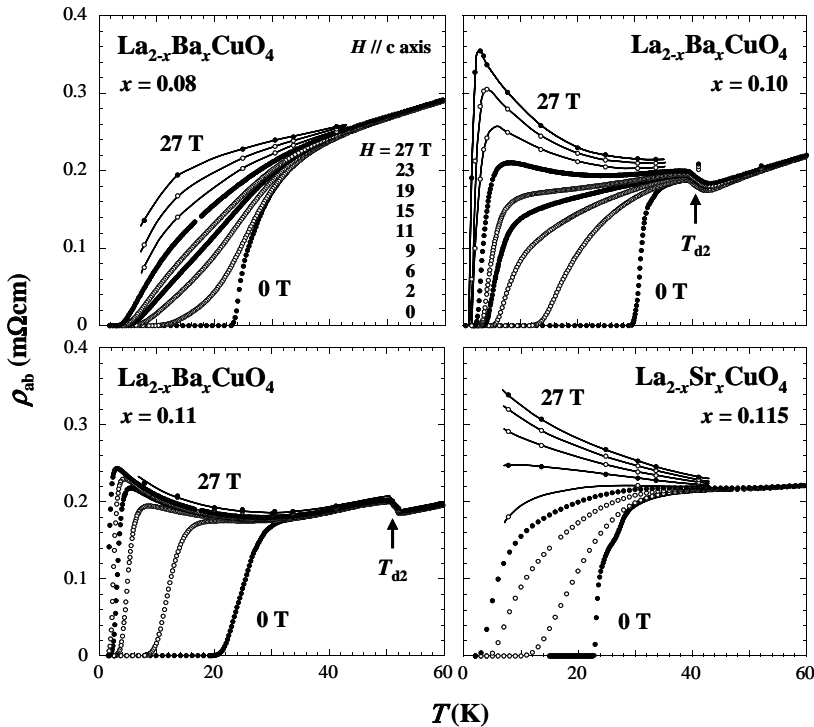 0.4
0.3
0.2
0.1
0
La2-xBaxCuO4
x = 0.08
H // c axis
27 T
H = 27 T
23
19
15
11
9
6
2
0
0 T
La2-xBaxCuO4
x = 0.10
27 T
Td2
0 T
ρab (mΩcm)
0.4
0.3
0.2
0.1
0
La2-xBaxCuO4
x = 0.11
27 T
Td2
0 T
0 20 40 60
La2-xSrxCuO4
x = 0.115
27 T
0 T
20 40 60
T (K)